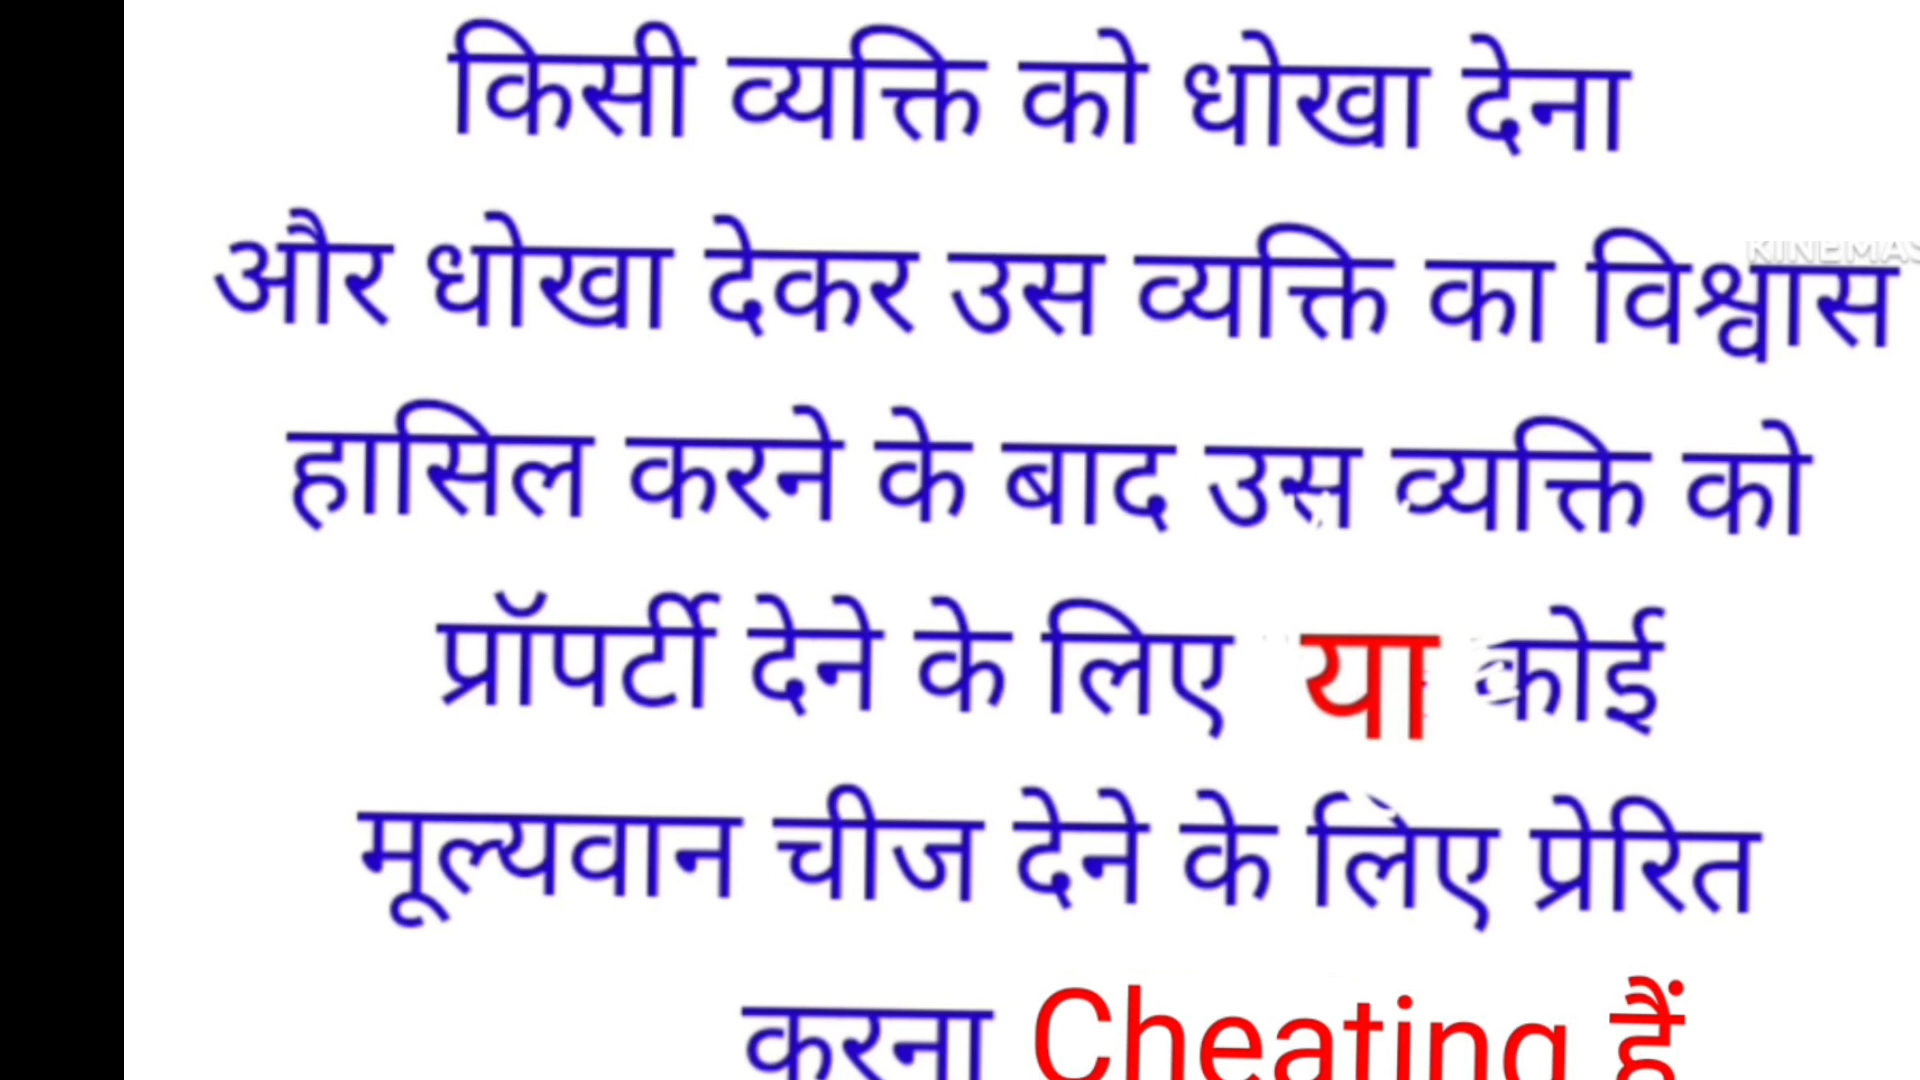 किसी व्यक्ति को धोखा देना
और धोखा देकर उस व्यक्ति का विश्वास
हासिल करने के बाद उस व्यक्ति को
प्रॉपर्टी देने के लिए या कोई
मूल्यवान चीज देने के लिए प्रेरित
करना Cheating हैं